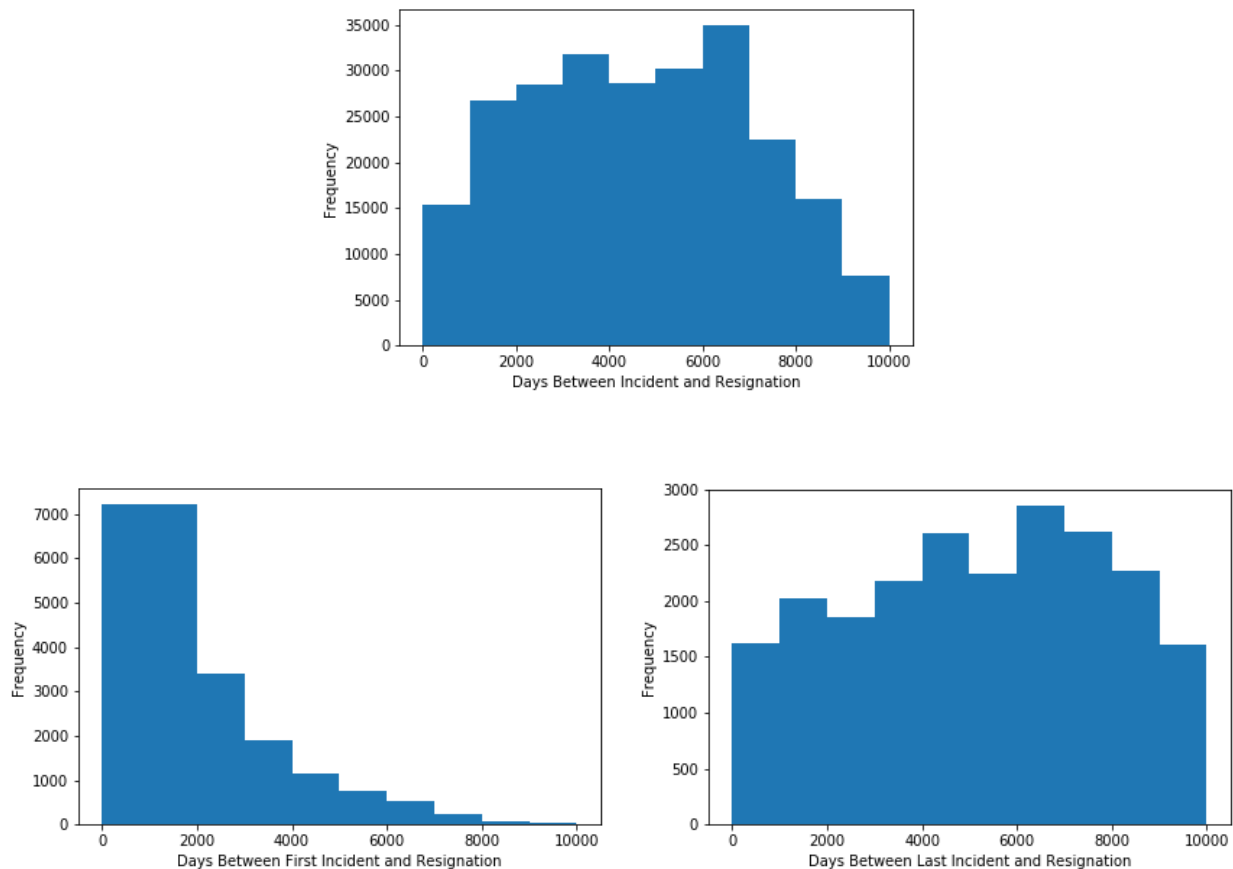 35000
30000
25000
20000
15000
10000
5000
0
Frequency
0 2000 4000 6000 8000 10000
Days Between Incident and Resignation
7000
6000
5000
4000
3000
2000
1000
0
Frequency
0 2000 4000 6000 8000 10000
Days Between First Incident and Resignation
3000
2500
2000
1500
1000
500
0
Frequency
0 2000 4000 6000 8000 10000
Days Between Last Incident and Resignation